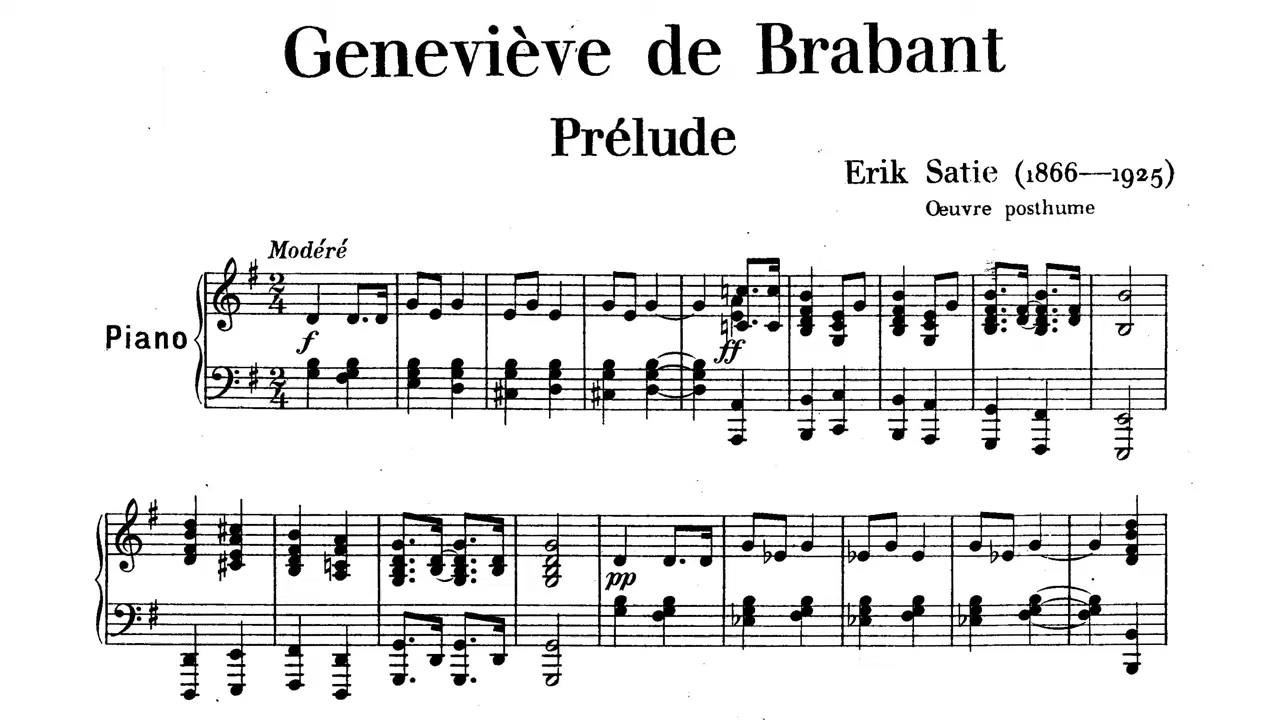 Geneviève de Brabant
Prélude
Erik Satie (1866—1925)
Oeuvre posthume
Modéré
Piano
f
ff
pp